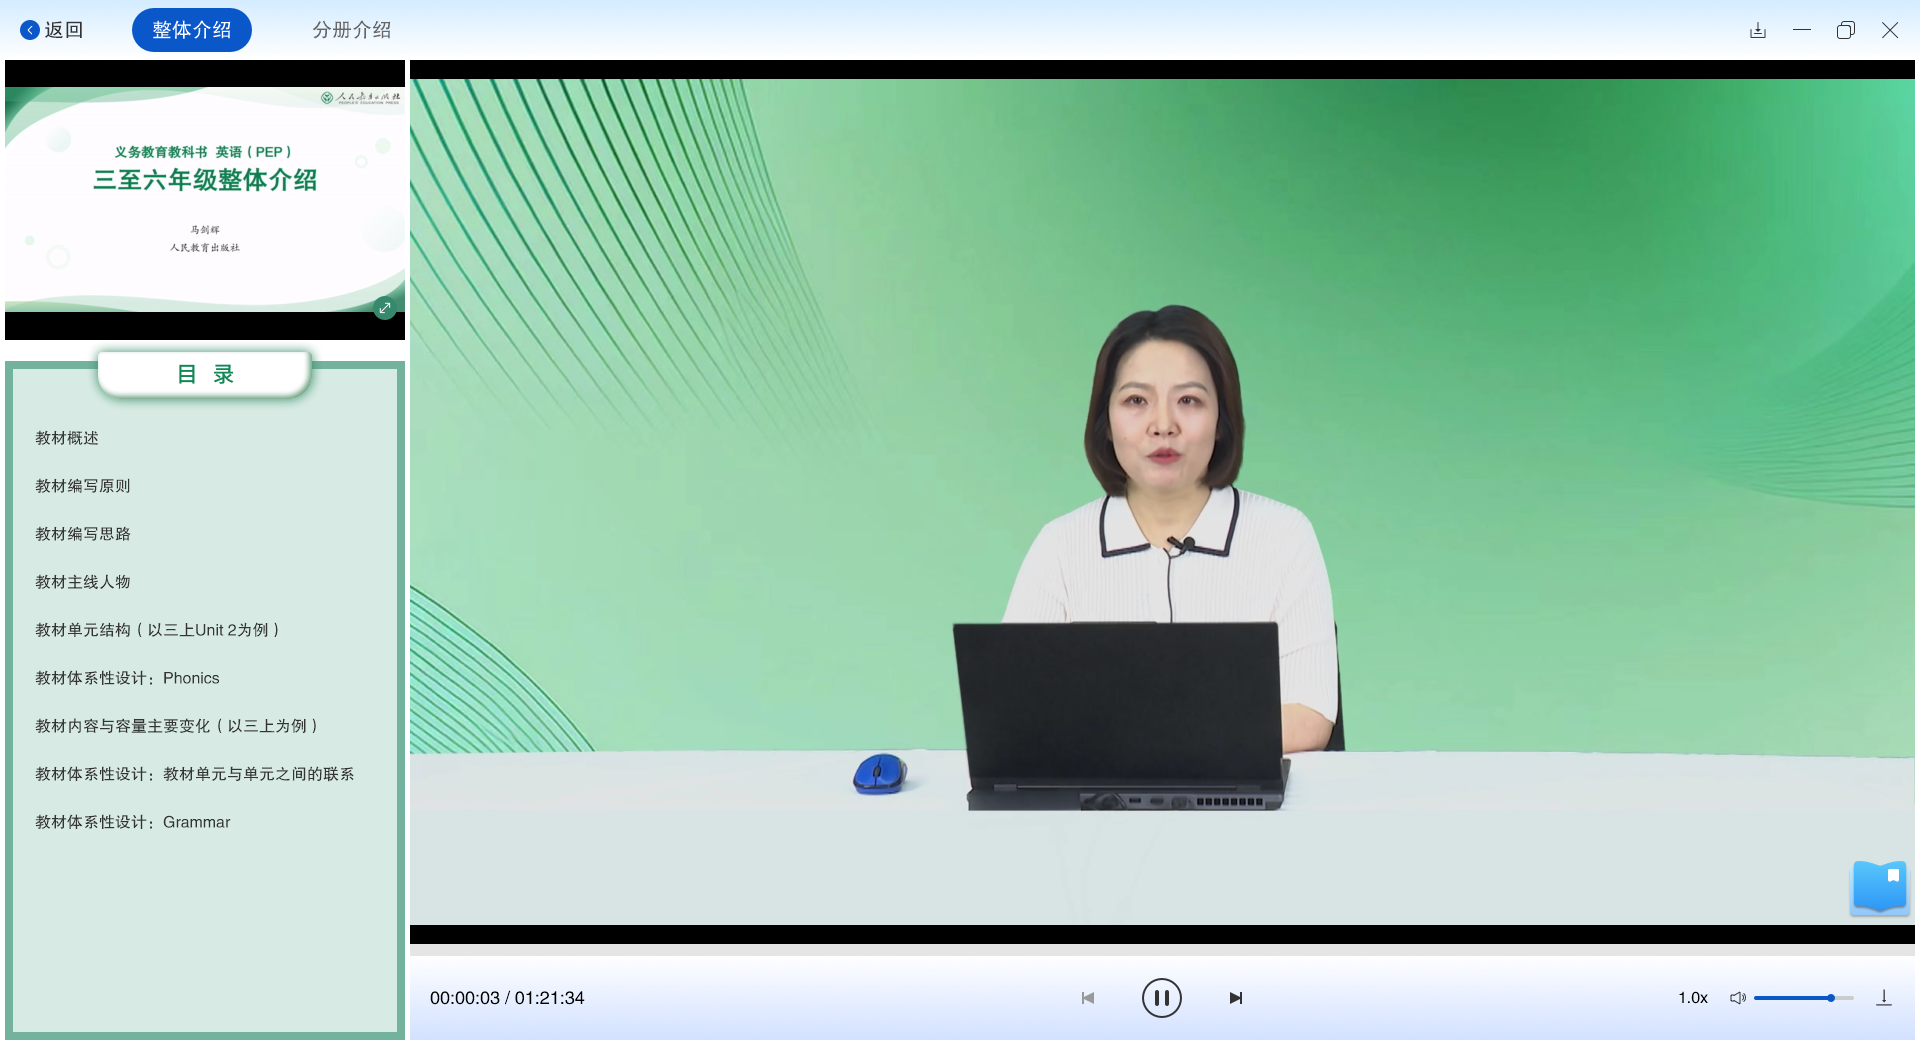 返回
整体介绍
分册介绍
人民教育出版社
PEOPLE'S EDUCATION PRESS
义务教育教科书 英语（PEP）
三至六年级整体介绍
马剑辉
人民教育出版社
目 录
教材概述
教材编写原则
教材编写思路
教材主线人物
教材单元结构（以三上Unit 2为例）
教材体系性设计：Phonics
教材内容与容量主要变化（以三上为例）
教材体系性设计：教材单元与单元之间的联系
教材体系性设计：Grammar
00:00:03 / 01:21:34
1.0x